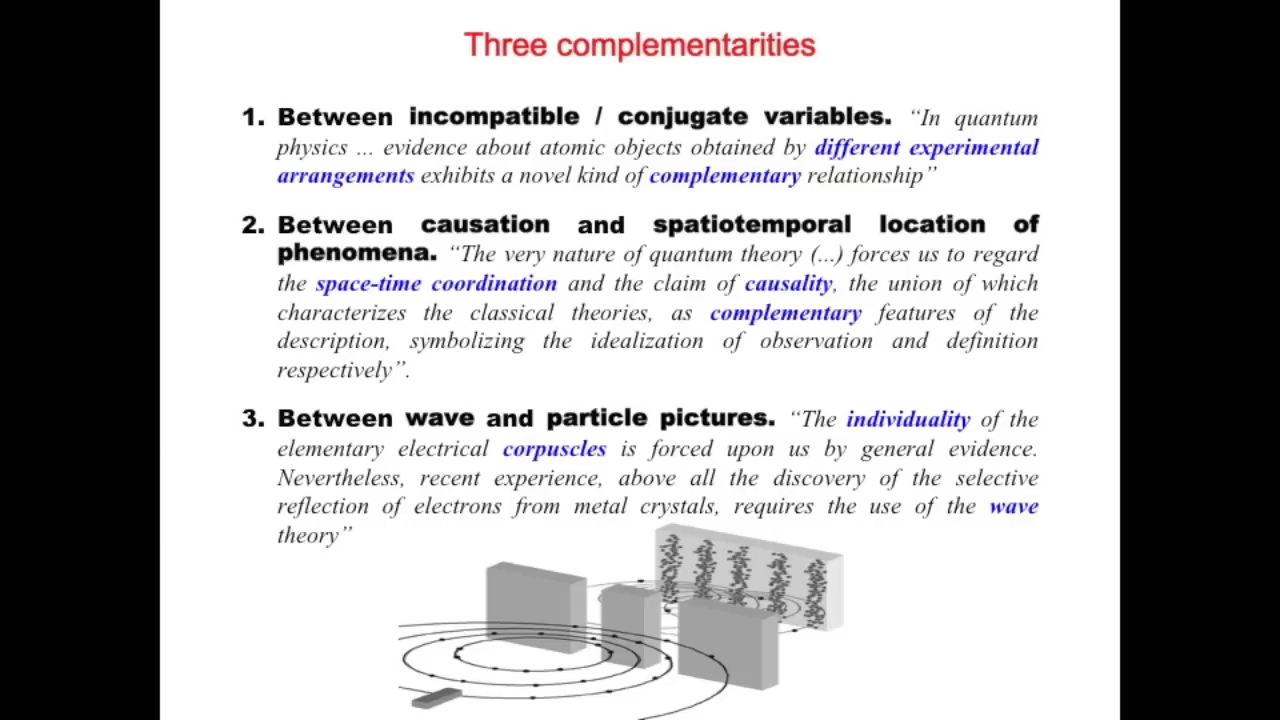 Three complementarities
1. Between incompatible / conjugate variables. “In quantum
physics ... evidence about atomic objects obtained by different experimental
arrangements exhibits a novel kind of complementary relationship”
2. Between causation and spatiotemporal location of
phenomena. “The very nature of quantum theory (...) forces us to regard
the space-time coordination and the claim of causality, the union of which
characterizes the classical theories, as complementary features of the
description, symbolizing the idealization of observation and definition
respectively”.
3. Between wave and particle pictures. “The individuality of the
elementary electrical corpuscles is forced upon us by general evidence.
Nevertheless, recent experience, above all the discovery of the selective
reflection of electrons from metal crystals, requires the use of the wave
theory”